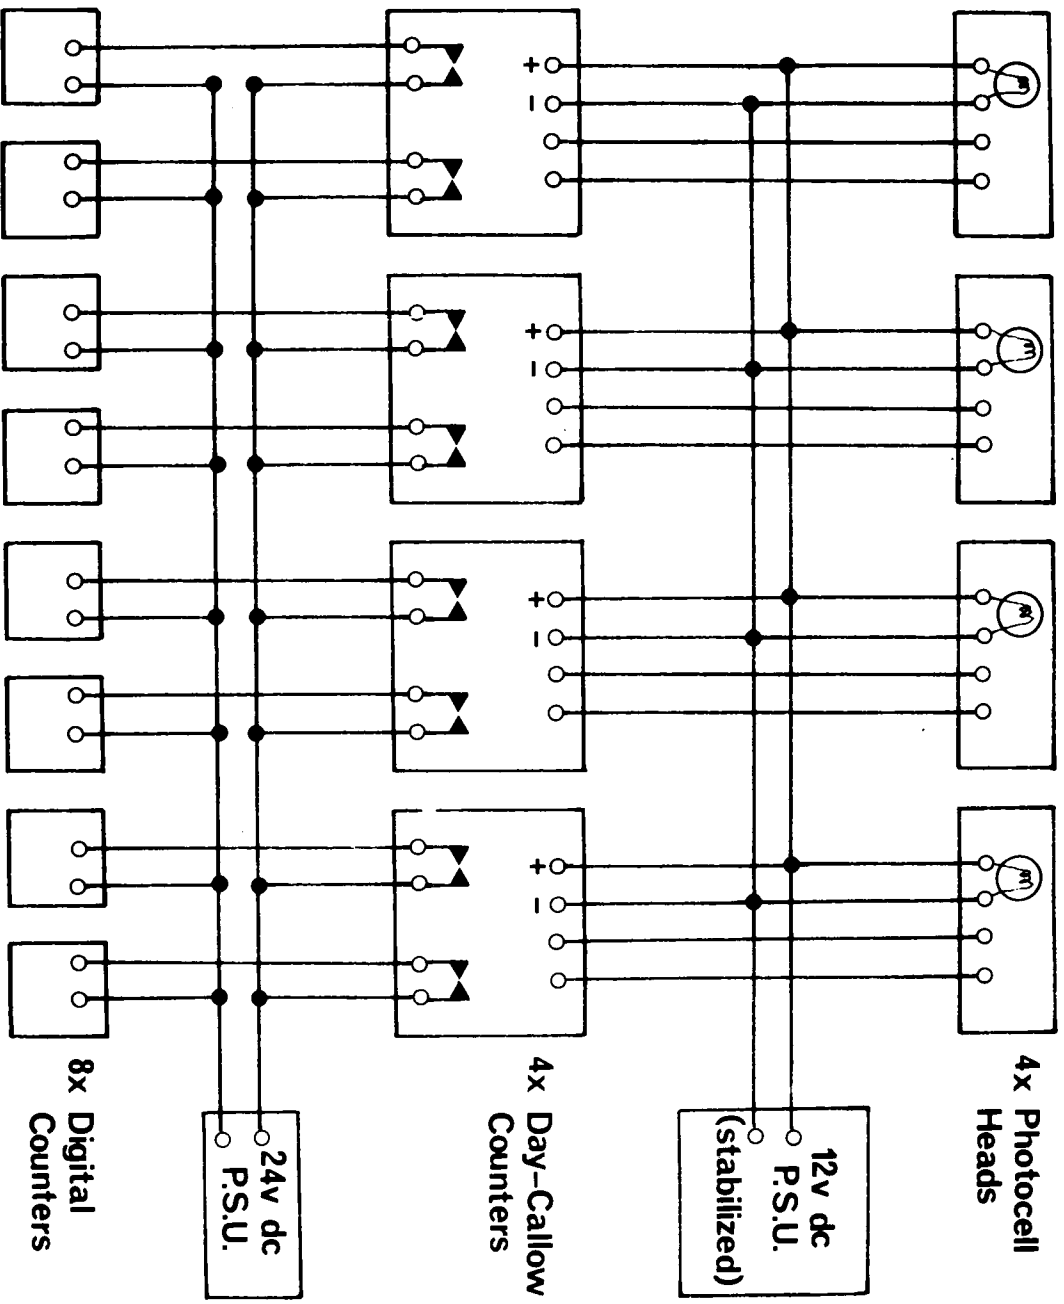 4x Photocell
Heads
12v dc
P.S.U.
(stabilized)
+
–
+
–
+
–
+
–
4x Day–Callow
Counters
24v dc
P.S.U.
8x Digital
Counters